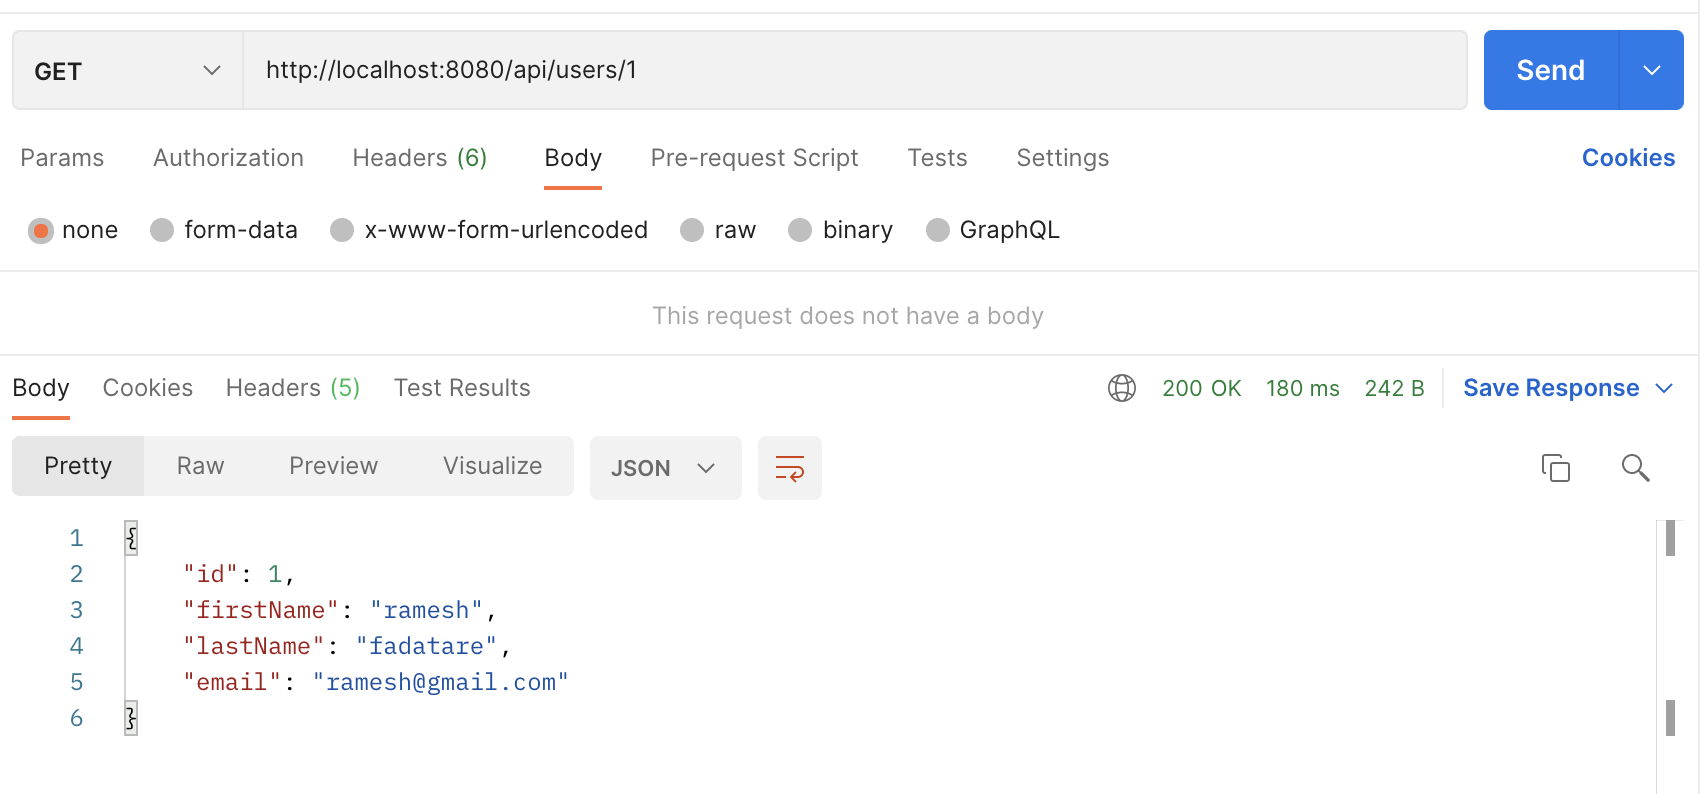 GET http://localhost:8080/api/users/1 Send
Params Authorization Headers (6) Body Pre-request Script Tests Settings Cookies
none form-data x-www-form-urlencoded raw binary GraphQL
This request does not have a body
Body Cookies Headers (5) Test Results 200 OK 180 ms 242 B Save Response
Pretty Raw Preview Visualize JSON
1 {
2 "id": 1,
3 "firstName": "ramesh",
4 "lastName": "fadatare",
5 "email": "ramesh@gmail.com"
6 }